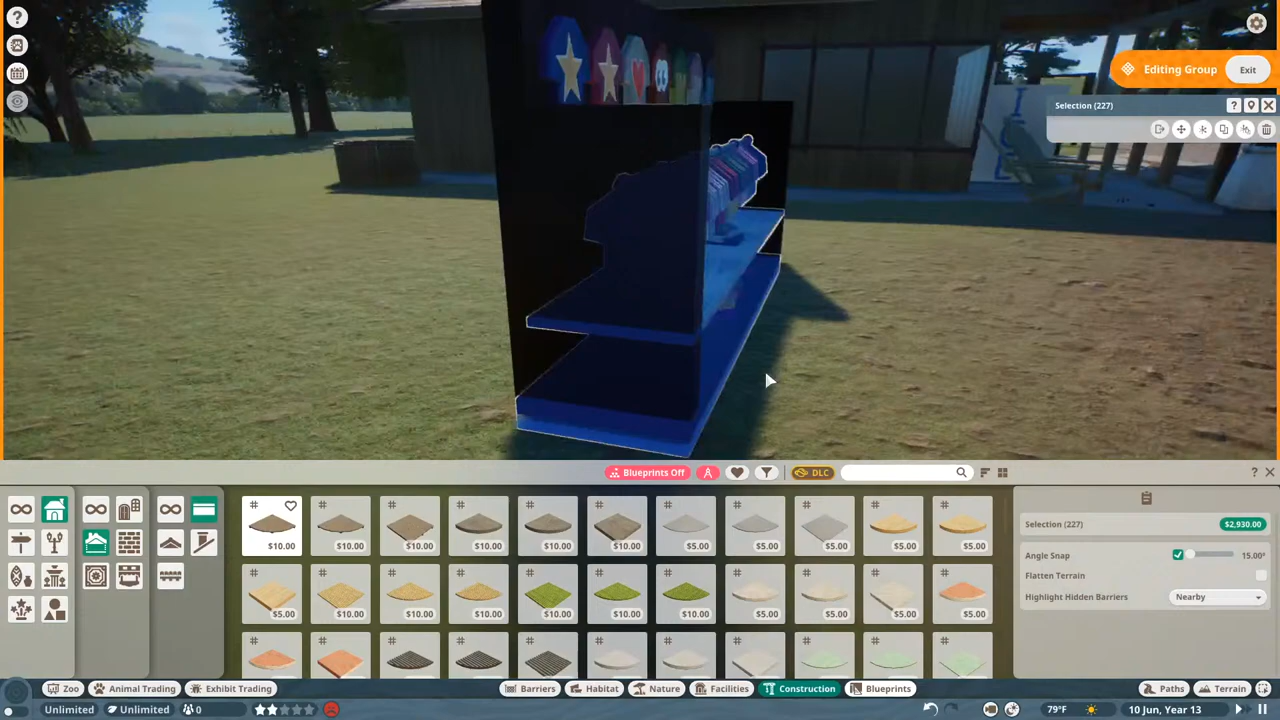 Editing Group
Exit
Selection (227)
Blueprints Off
DLC
$10.00 $10.00 $10.00 $10.00 $10.00 $10.00 $5.00 $5.00 $5.00 $5.00 $5.00
$5.00 $10.00 $10.00 $10.00 $10.00 $10.00 $10.00 $5.00 $5.00 $5.00 $5.00
Selection (227)
$2,930.00
Angle Snap
15.00°
Flatten Terrain
Highlight Hidden Barriers
Nearby
Zoo
Animal Trading
Exhibit Trading
Barriers
Habitat
Nature
Facilities
Construction
Blueprints
Paths
Terrain
Unlimited
Unlimited
0
79°F
10 Jun, Year 13